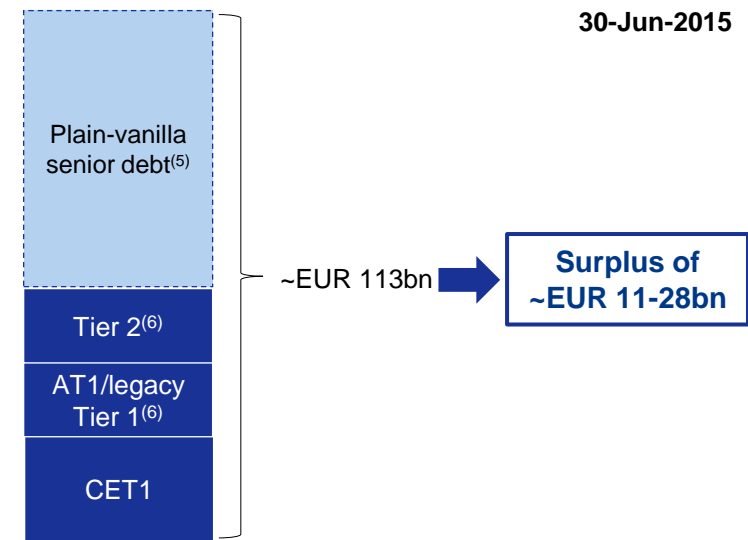 30-Jun-2015
Plain-vanilla
senior debt(5)
~EUR 113bn
Surplus of
~EUR 11-28bn
Tier 2(6)
AT1/legacy
Tier 1(6)
CET1